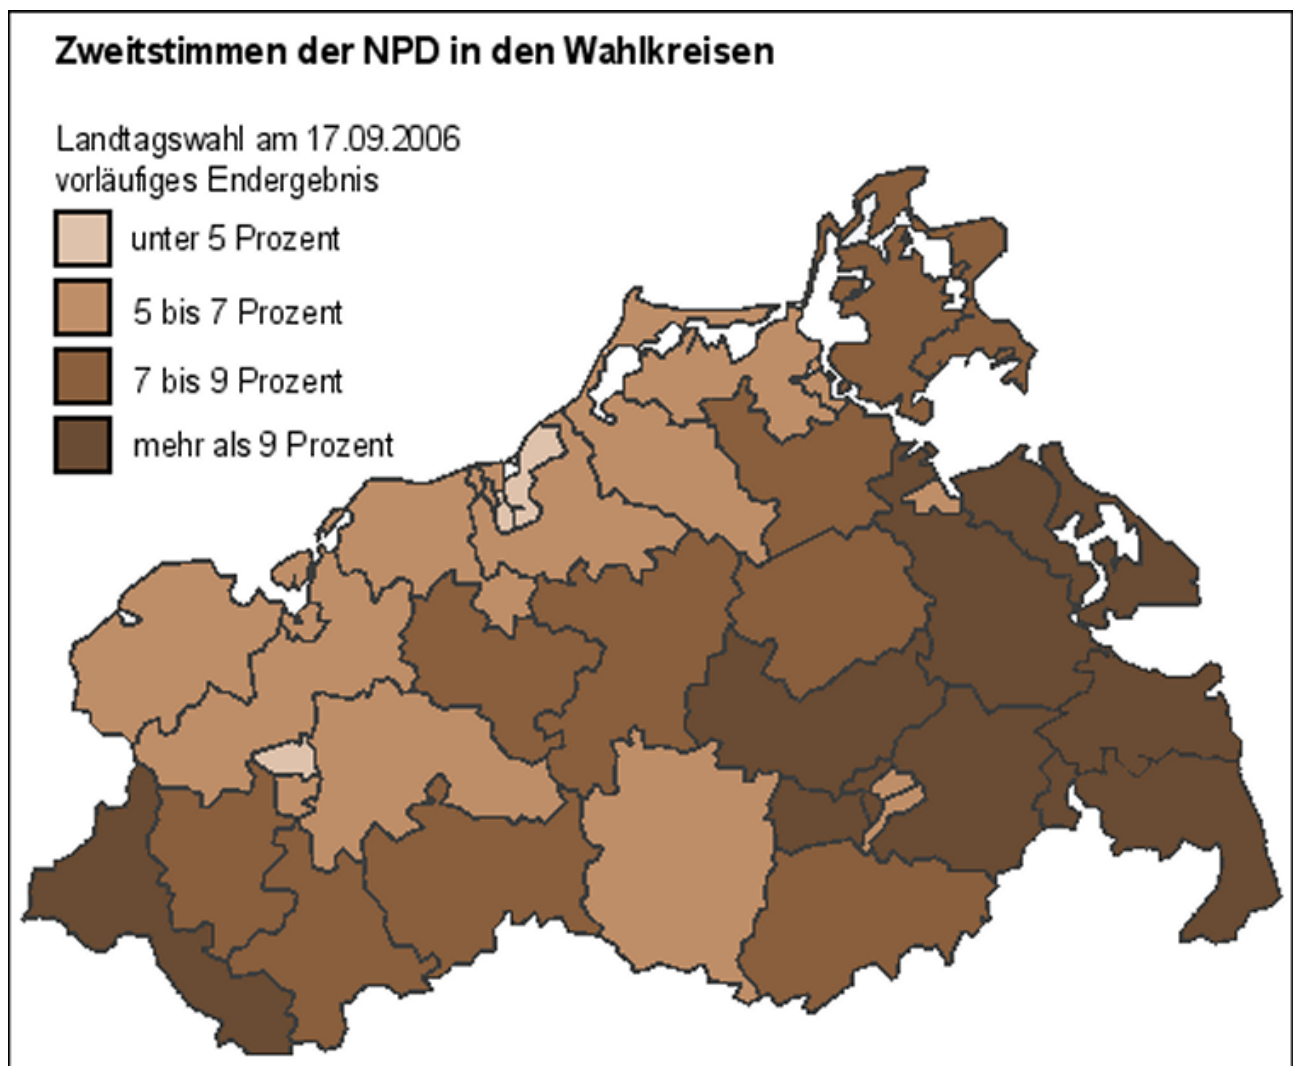 Zweitstimmen der NPD in den Wahlkreisen
Landtagswahl am 17.09.2006
vorläufiges Endergebnis
unter 5 Prozent
5 bis 7 Prozent
7 bis 9 Prozent
mehr als 9 Prozent